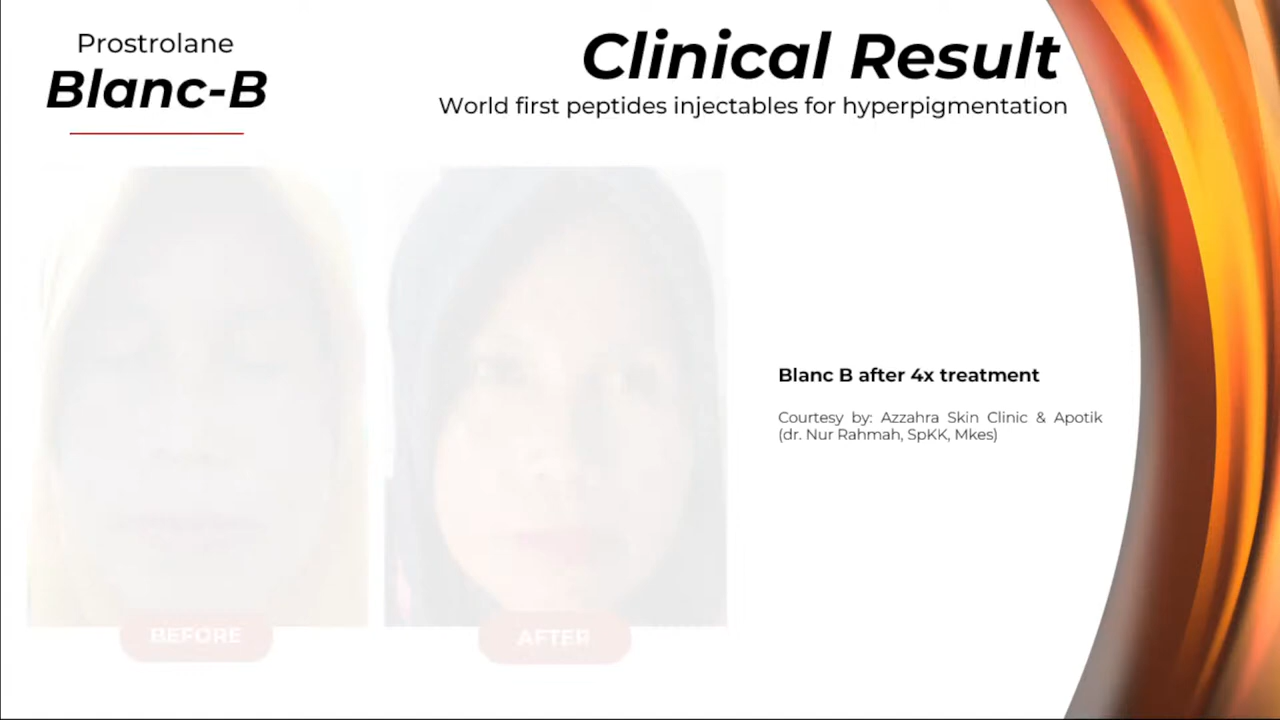 Prostrolane
Blanc-B
Clinical Result
World first peptides injectables for hyperpigmentation
Blanc B after 4x treatment
Courtesy by: Azzahra Skin Clinic & Apotik
(dr. Nur Rahmah, SpKK, Mkes)
BEFORE
AFTER